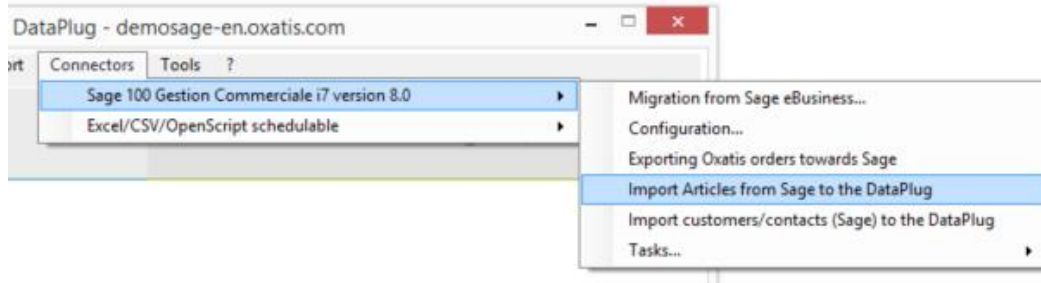 DataPlug - demosage-en.oxatis.com
ort Connectors Tools ?
Sage 100 Gestion Commerciale i7 version 8.0
Excel/CSV/OpenScript schedulable
Migration from Sage eBusiness...
Configuration...
Exporting Oxatis orders towards Sage
Import Articles from Sage to the DataPlug
Import customers/contacts (Sage) to the DataPlug
Tasks...